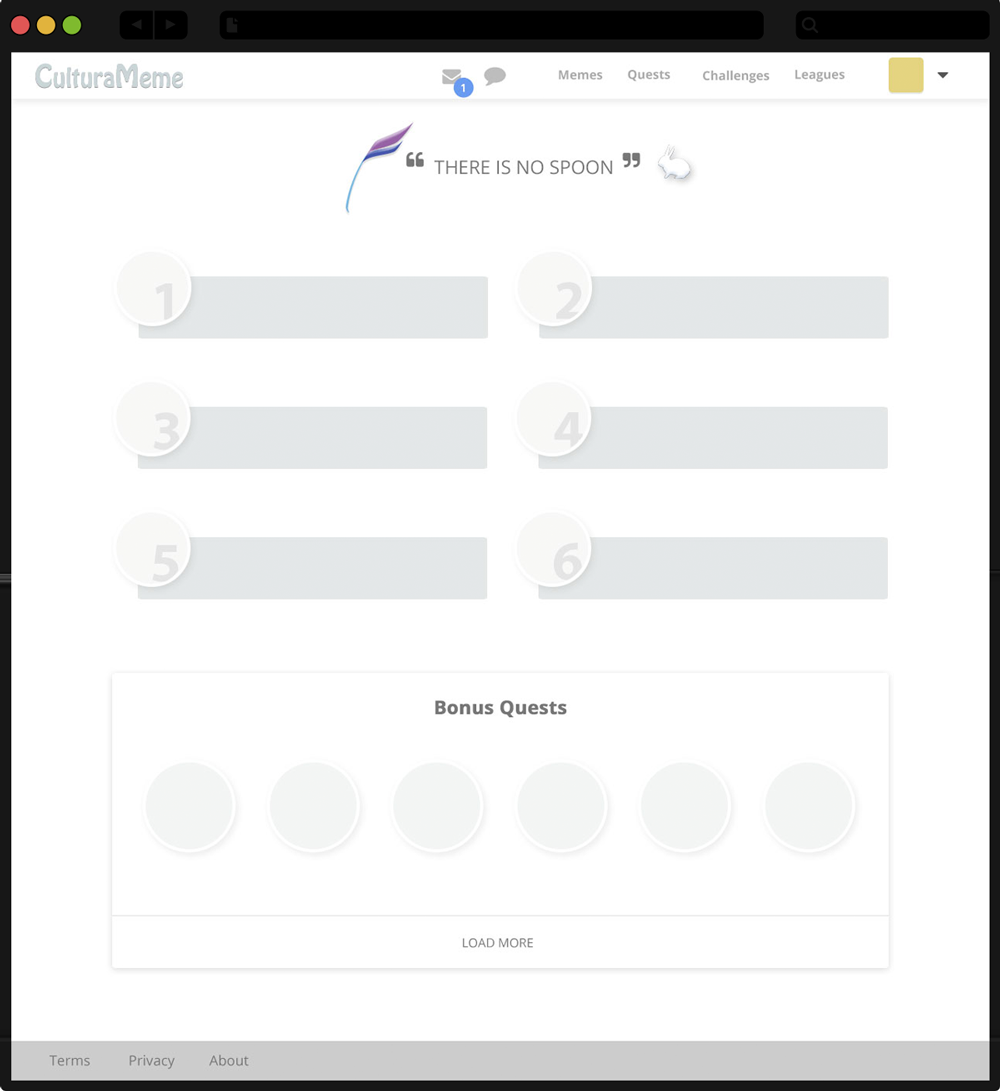 CulturaMeme
1
Memes
Quests
Challenges
Leagues
“ THERE IS NO SPOON ”
1
2
3
4
5
6
Bonus Quests
LOAD MORE
Terms
Privacy
About